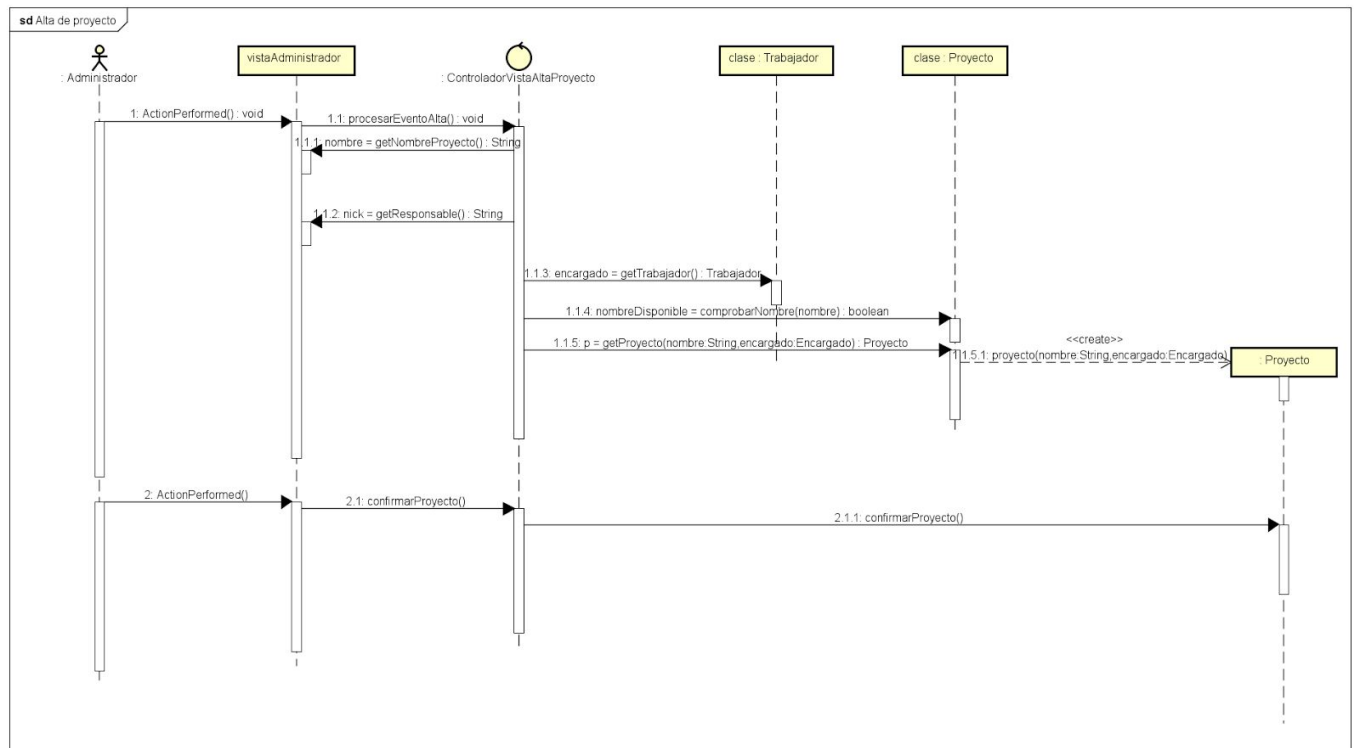 sd Alta de proyecto
: Administrador
vistaAdministrador
: ControladorVistaAltaProyecto
clase : Trabajador
clase : Proyecto
1: ActionPerformed() : void
1.1: procesarEventoAlta() : void
1.1.1: nombre = getNombreProyecto() : String
1.1.2: nick = getResponsable() : String
1.1.3: encargado = getTrabajador() : Trabajador
1.1.4: nombreDisponible = comprobarNombre(nombre) : boolean
1.1.5: p = getProyecto(nombre:String,encargado:Encargado) : Proyecto
<<create>>
1.1.5.1: proyecto(nombre:String,encargado:Encargado)
: Proyecto
2: ActionPerformed()
2.1: confirmarProyecto()
2.1.1: confirmarProyecto()